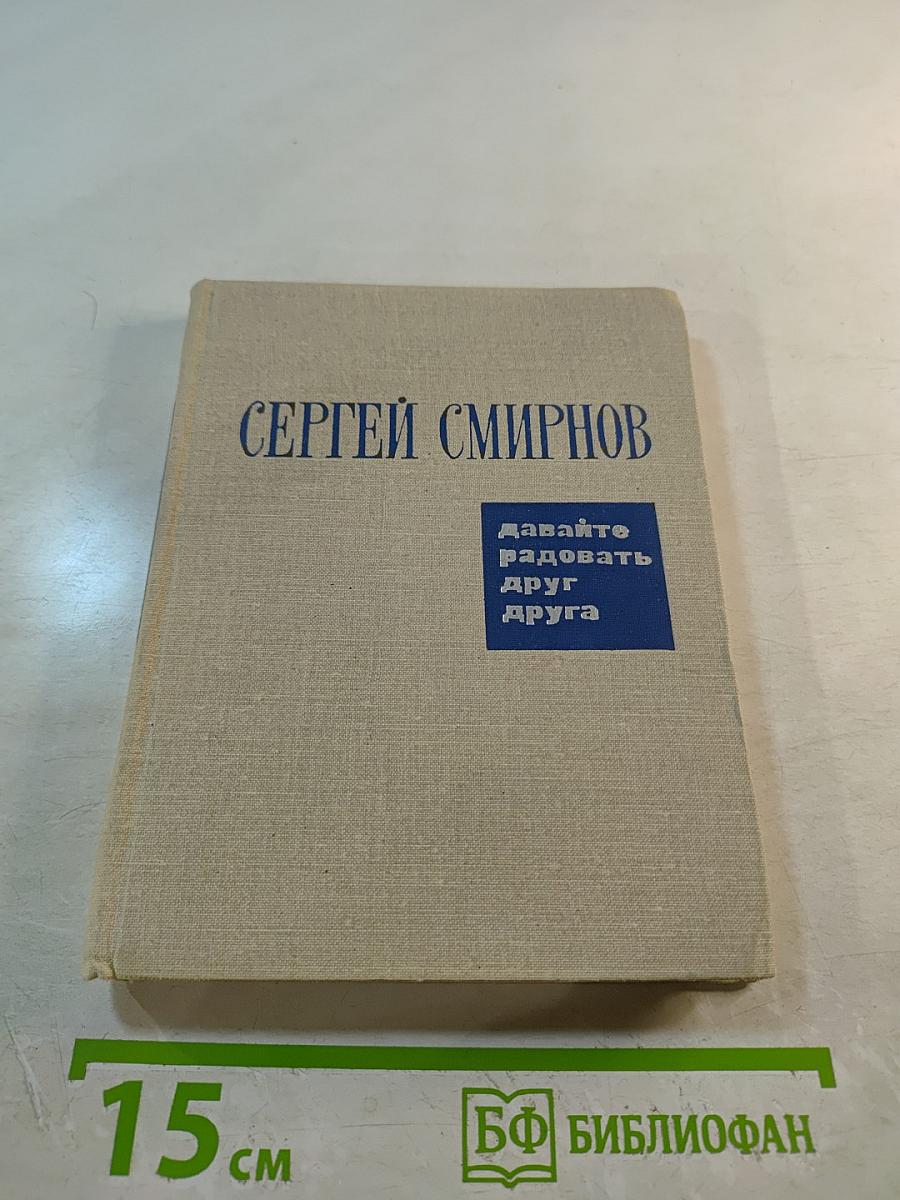 СЕРГЕЙ СМИРНОВ
давайте
радовать
друг
друга
15 см
БФ БИБЛИОФАН